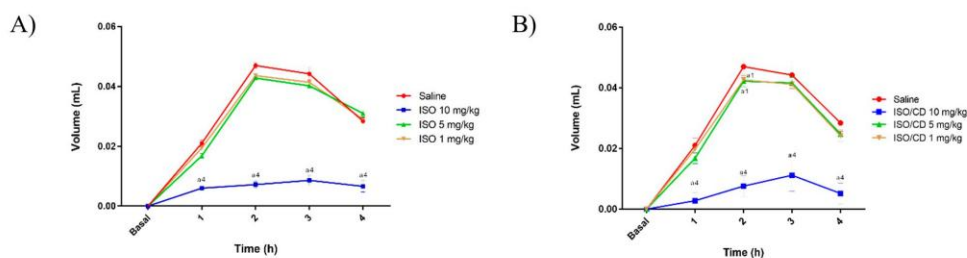 A)
0.06
0.04
0.02
0.00
Volume (mL)
Basal
1
2
3
4
Time (h)
a4
a4
a4
a4
Saline
ISO 10 mg/kg
ISO 5 mg/kg
ISO 1 mg/kg
B)
0.06
0.04
0.02
0.00
Volume (mL)
Basal
1
2
3
4
Time (h)
a1
a1
a4
a4
a4
a4
Saline
ISO/CD 10 mg/kg
ISO/CD 5 mg/kg
ISO/CD 1 mg/kg